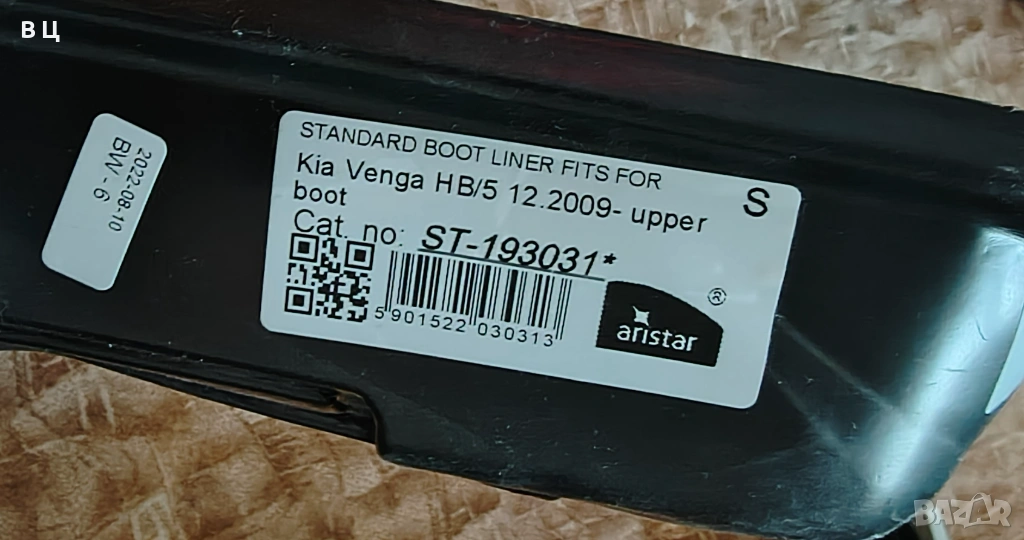 В Ц
2022-08-10
BW - 6
STANDARD BOOT LINER FITS FOR
Kia Venga HB/5 12.2009- upper
boot
S
Cat. no: ST-193031*
5 901522 030313
aristar
®
BAZAR